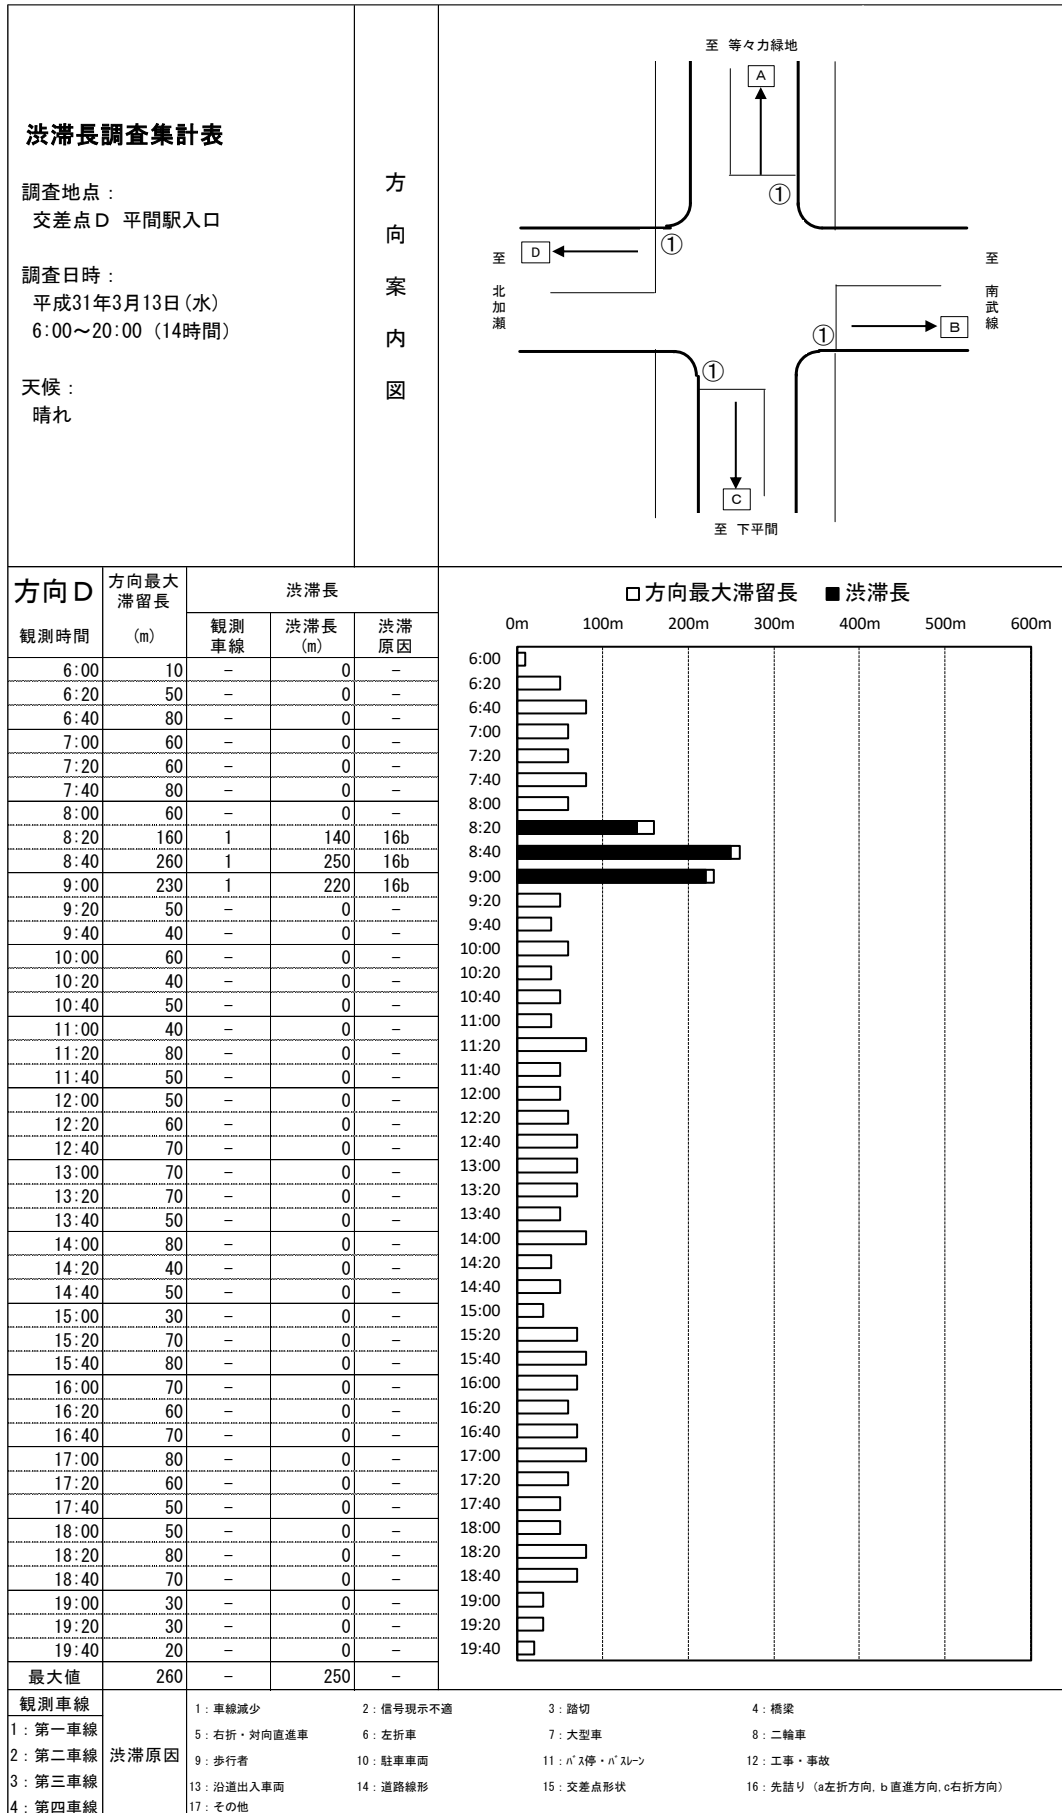 渋滞長調査集計表
調査地点：
交差点Ｄ 平間駅入口
調査日時：
平成31年3月13日(水)
6:00～20:00 (14時間)
天候：
晴れ
方
向
案
内
図
至 等々力緑地
A
①
①
D
至
北
加
瀬
至
南
武
線
①
B
①
C
至 下平間
方向Ｄ 方向最大滞留長 渋滞長
観測時間 (m) 観測車線 渋滞長(m) 渋滞原因
6:00 10 － 0 －
6:20 50 － 0 －
6:40 80 － 0 －
7:00 60 － 0 －
7:20 60 － 0 －
7:40 80 － 0 －
8:00 60 － 0 －
8:20 160 1 140 16b
8:40 260 1 250 16b
9:00 230 1 220 16b
9:20 50 － 0 －
9:40 40 － 0 －
10:00 60 － 0 －
10:20 40 － 0 －
10:40 50 － 0 －
11:00 40 － 0 －
11:20 80 － 0 －
11:40 50 － 0 －
12:00 50 － 0 －
12:20 60 － 0 －
12:40 70 － 0 －
13:00 70 － 0 －
13:20 70 － 0 －
13:40 50 － 0 －
14:00 80 － 0 －
14:20 40 － 0 －
14:40 50 － 0 －
15:00 30 － 0 －
15:20 70 － 0 －
15:40 80 － 0 －
16:00 70 － 0 －
16:20 60 － 0 －
16:40 70 － 0 －
17:00 80 － 0 －
17:20 60 － 0 －
17:40 50 － 0 －
18:00 50 － 0 －
18:20 80 － 0 －
18:40 70 － 0 －
19:00 30 － 0 －
19:20 30 － 0 －
19:40 20 － 0 －
最大値 260 － 250 －
□方向最大滞留長 ■渋滞長
0m 100m 200m 300m 400m 500m 600m
6:00
6:20
6:40
7:00
7:20
7:40
8:00
8:20
8:40
9:00
9:20
9:40
10:00
10:20
10:40
11:00
11:20
11:40
12:00
12:20
12:40
13:00
13:20
13:40
14:00
14:20
14:40
15:00
15:20
15:40
16:00
16:20
16:40
17:00
17:20
17:40
18:00
18:20
18:40
19:00
19:20
19:40
観測車線
1：第一車線
2：第二車線
3：第三車線
4：第四車線
渋滞原因
1：車線減少 2：信号現示不適 3：踏切 4：橋梁
5：右折・対向直進車 6：左折車 7：大型車 8：二輪車
9：歩行者 10：駐車車両 11：ﾊﾞｽ停・ﾊﾞｽﾚｰﾝ 12：工事・事故
13：沿道出入車両 14：道路線形 15：交差点形状 16：先詰り (a左折方向, b直進方向, c右折方向)
17：その他